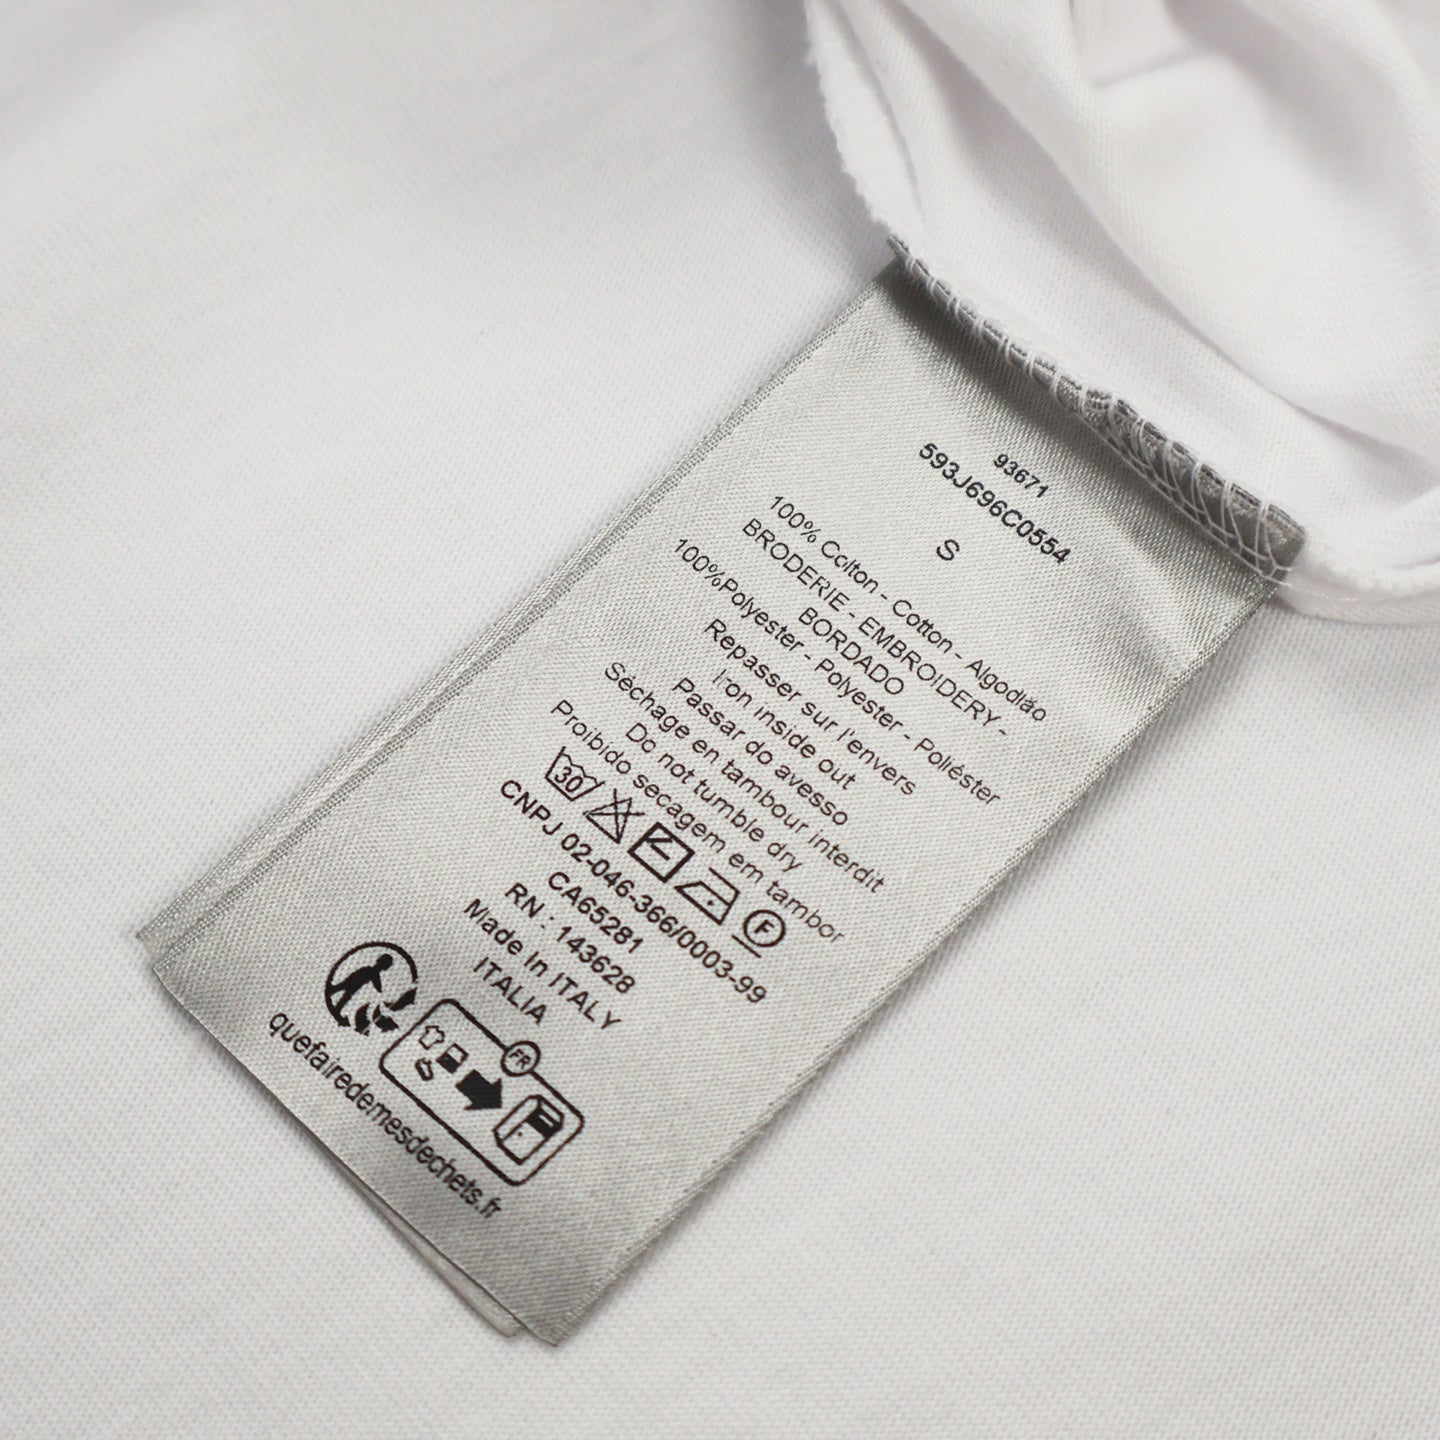 93671
593J696C0554
S
100% Colton - Cotton - Algodião
BRODERIE - EMBROIDERY -
BORDADO
100%Polyester - Polyester - Poliéster
Repasser sur l'envers
Iron inside out
Passar do avesso
Séchage en tambour interdit
Do not tumble dry
Proibido secagem em tambor
30 F
CNPJ 02-046-366/0003-99
CA65281
RN : 143628
Made In ITALY
ITALIA
FR
quefairedemesdechets.fr